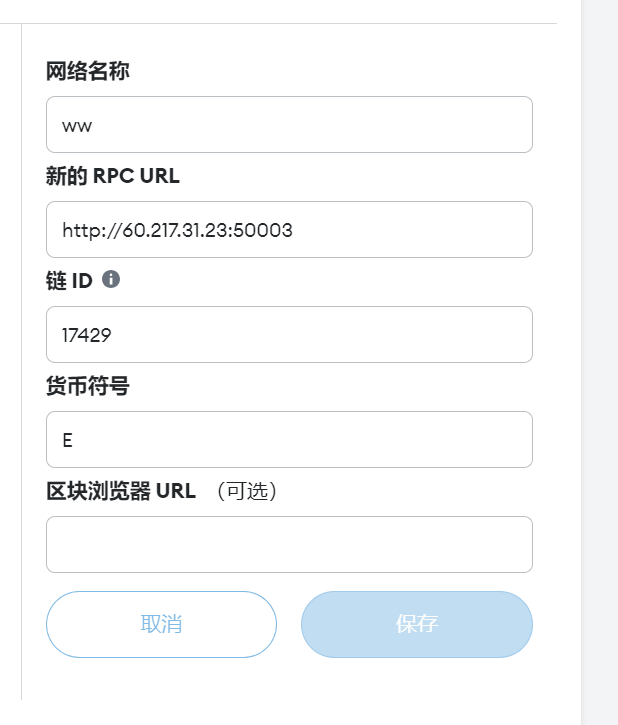 网络名称
ww
新的 RPC URL
http://60.217.31.23:50003
链 ID
17429
货币符号
E
区块浏览器 URL （可选）
取消 保存